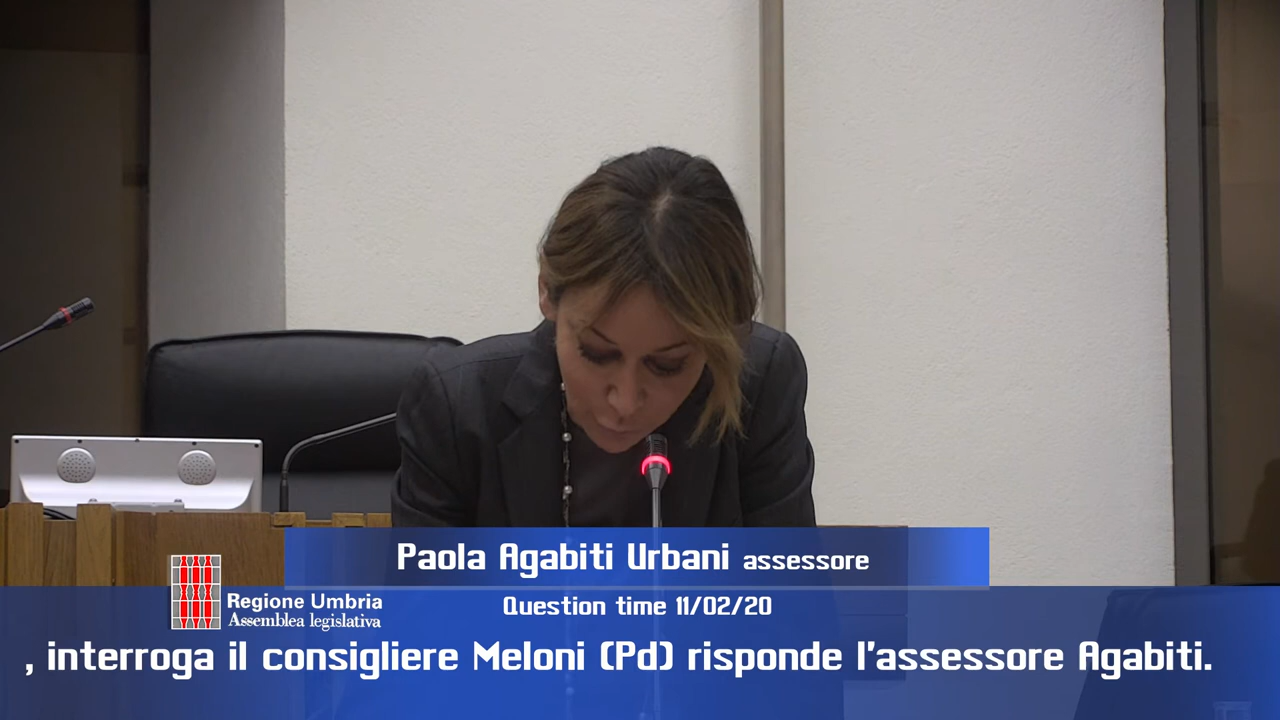 Paola Agabiti Urbani assessore
Regione Umbria
Assemblea legislativa
Question time 11/02/20
, interroga il consigliere Meloni (Pd) risponde l'assessore Agabiti.